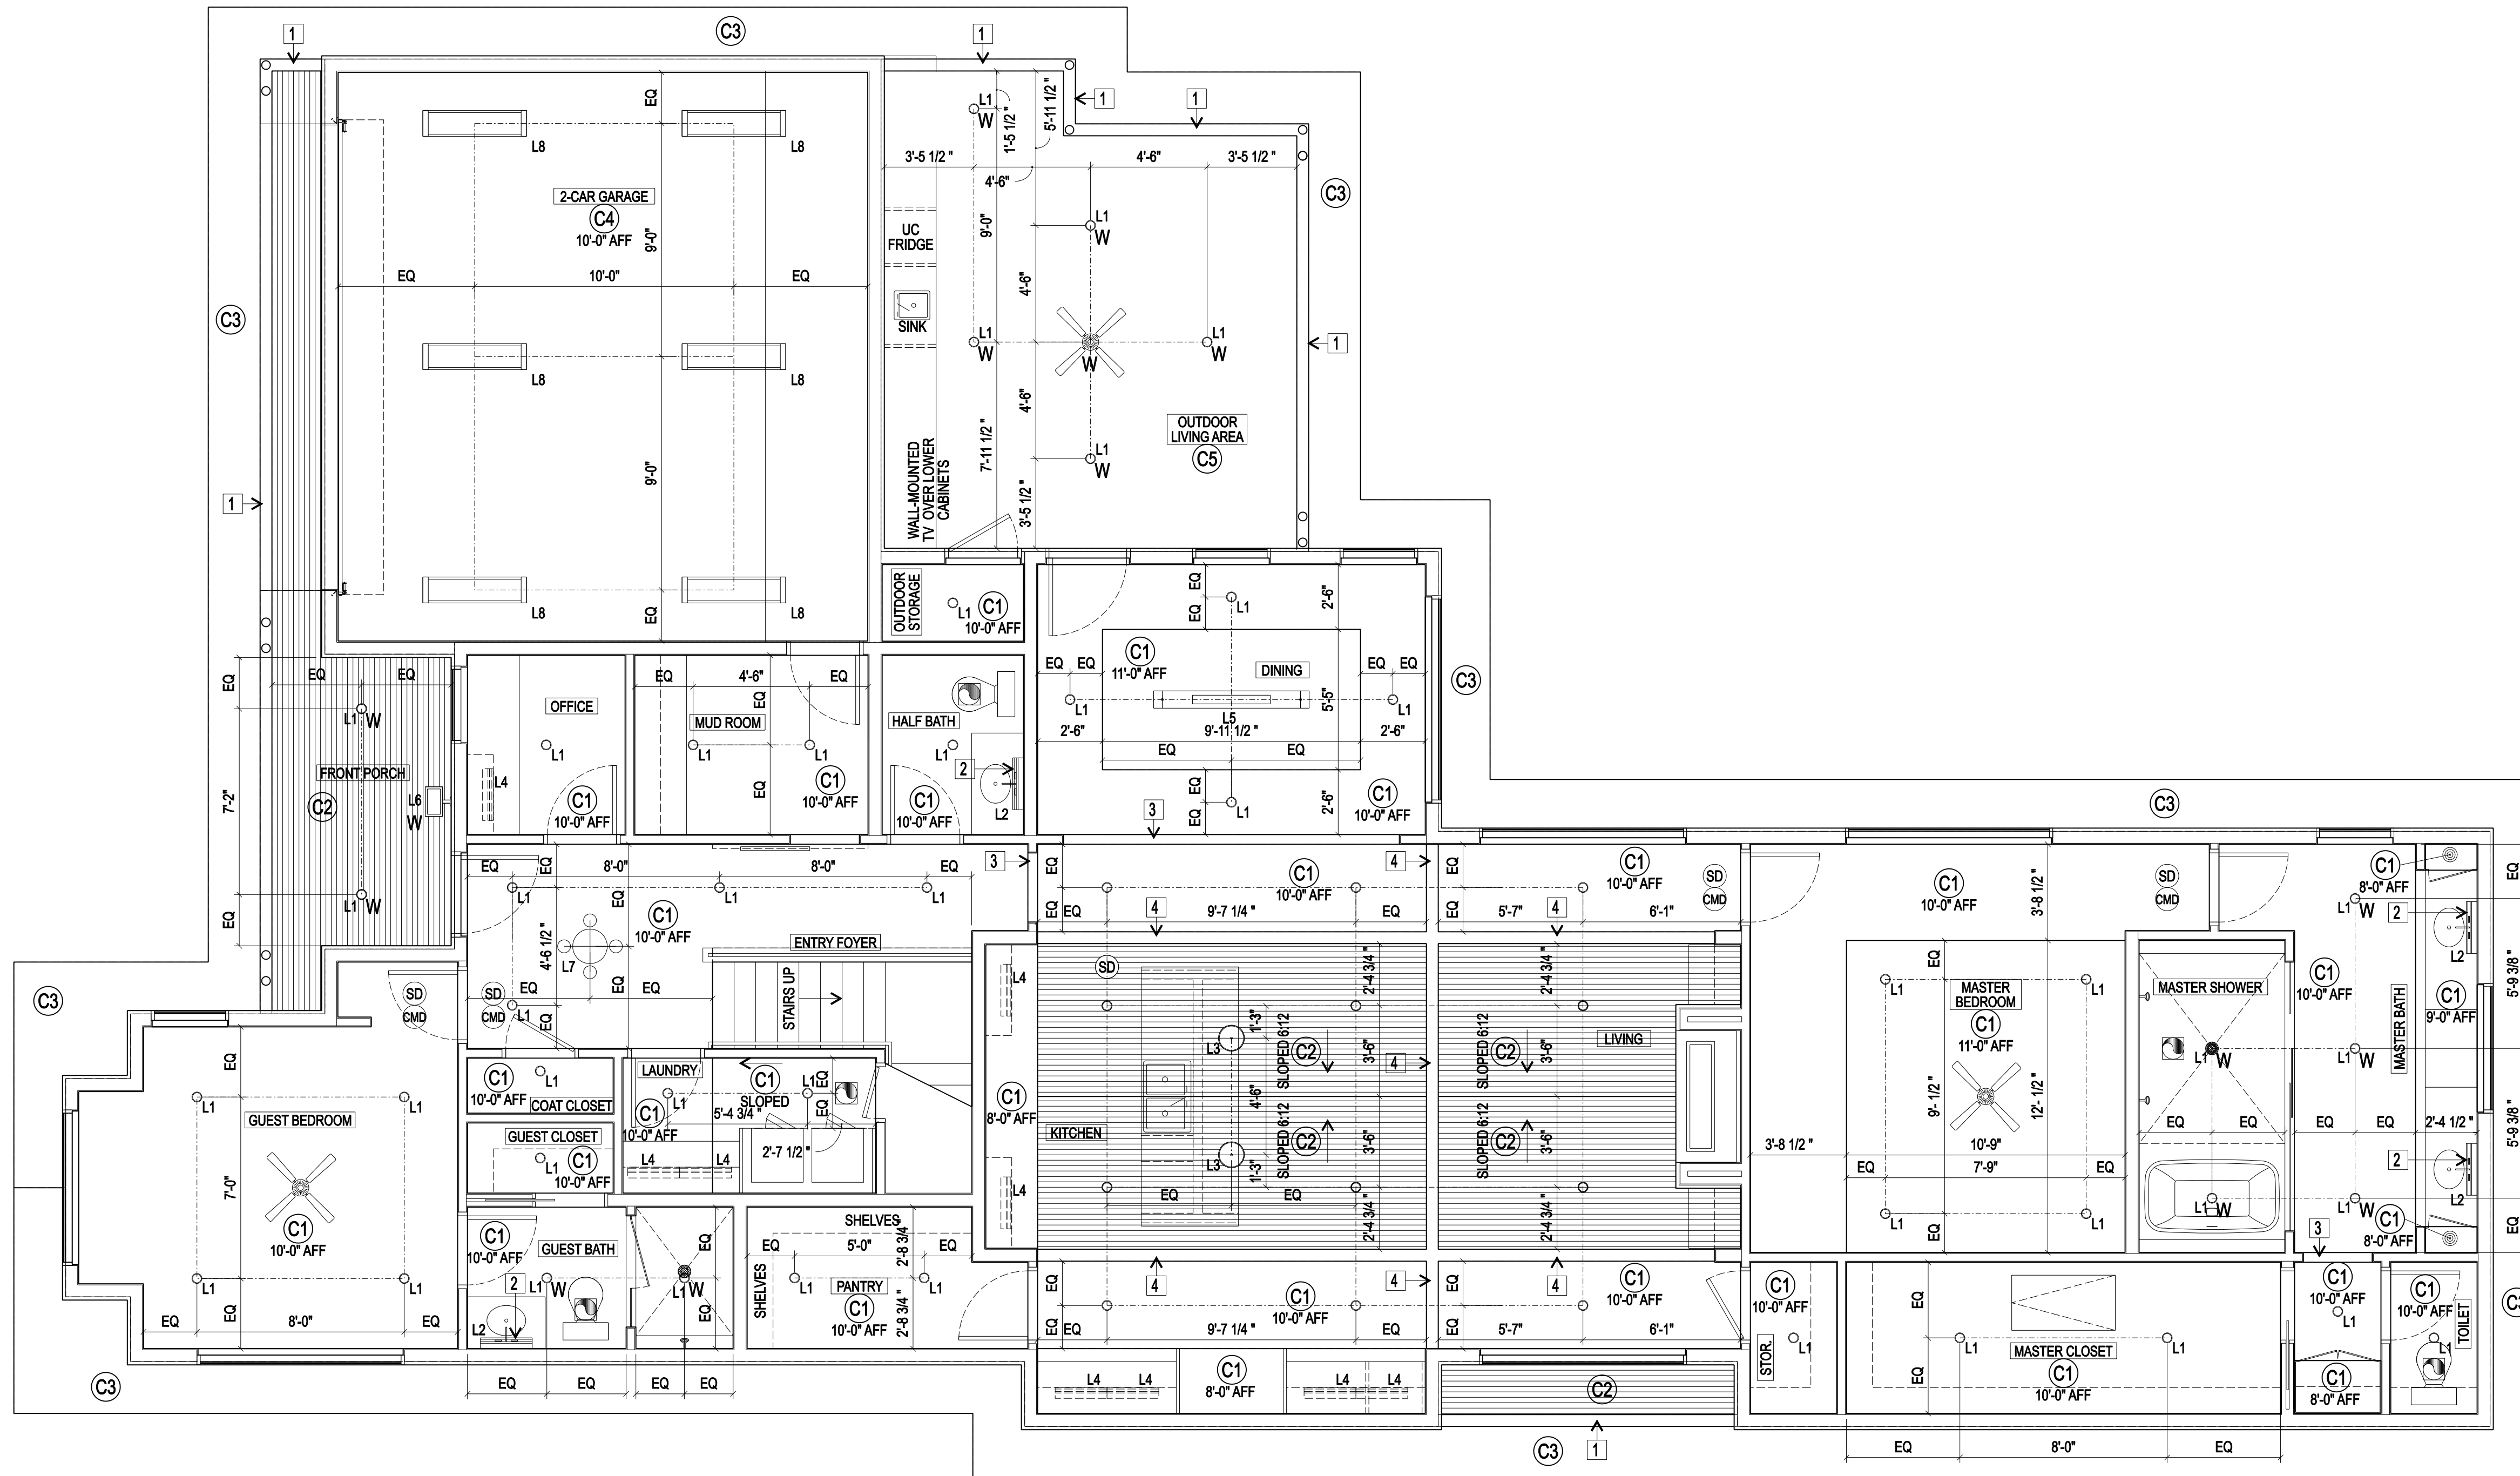 C3
1
1
1
1
C3
C3
1
1
L8
L8
2-CAR GARAGE
C4
10'-0" AFF
EQ
9'-0"
EQ
10'-0"
EQ
L8
L8
9'-0"
L8
L8
EQ
L1
W
1'-5 1/2 "
5'-11 1/2 "
3'-5 1/2 "
4'-6"
4'-6"
3'-5 1/2 "
UC
FRIDGE
9'-0"
L1
W
4'-6"
SINK
L1
W
W
L1
W
4'-6"
OUTDOOR
LIVING AREA
C5
WALL-MOUNTED
TV OVER LOWER
CABINETS
7'-11 1/2 "
L1
W
3'-5 1/2 "
OUTDOOR
STORAGE
L1
C1
10'-0" AFF
EQ
EQ
L1
2'-6"
C1
11'-0" AFF
DINING
EQ
EQ
EQ
EQ
L1
L5
L1
5'-5"
2'-6"
9'-11 1/2 "
2'-6"
EQ
EQ
C1
10'-0" AFF
EQ
EQ
L1
2'-6"
3
C3
EQ
EQ
EQ
L1
W
FRONT PORCH
C2
7'-2"
L6
W
L1
W
EQ
OFFICE
L1
L4
C1
10'-0" AFF
EQ
4'-6"
EQ
EQ
MUD ROOM
L1
L1
EQ
C1
10'-0" AFF
HALF BATH
L1
2
L2
C1
10'-0" AFF
EQ
EQ
8'-0"
8'-0"
EQ
3
L1
L1
L1
EQ
EQ
C1
10'-0" AFF
ENTRY FOYER
4'-6 1/2 "
L7
EQ
EQ
EQ
EQ
L1
STAIRS UP
SD
CMD
SD
CMD
C3
C3
EQ
EQ
C1
10'-0" AFF
9'-7 1/4 "
EQ
4
4
SD
L4
L4
C1
8'-0" AFF
KITCHEN
L3
L3
1'-3"
4'-6"
1'-3"
EQ
EQ
SLOPED 6:12
C2
SLOPED 6:12
C2
2'-4 3/4 "
3'-6"
3'-6"
2'-4 3/4 "
4
EQ
C1
10'-0" AFF
SD
CMD
EQ
5'-7"
6'-1"
4
LIVING
2'-4 3/4 "
SLOPED 6:12
C2
3'-6"
SLOPED 6:12
C2
3'-6"
2'-4 3/4 "
4
4
4
EQ
EQ
C1
10'-0" AFF
9'-7 1/4 "
EQ
EQ
EQ
EQ
C1
10'-0" AFF
5'-7"
6'-1"
L4
L4
C1
8'-0" AFF
L4
L4
C2
C3
1
C1
10'-0" AFF
3'-8 1/2 "
SD
CMD
EQ
L1
MASTER
BEDROOM
C1
11'-0" AFF
L1
9'- 1/2 "
12'- 1/2 "
3'-8 1/2 "
10'-9"
EQ
7'-9"
EQ
L1
L1
EQ
C3
MASTER SHOWER
L1
W
EQ
EQ
L1
W
C1
8'-0" AFF
L1
W
2
L2
C1
10'-0" AFF
C1
9'-0" AFF
MASTER BATH
L1
W
EQ
EQ
2'-4 1/2 "
2
L2
L1
W
C1
8'-0" AFF
3
EQ
5'-9 3/8 "
5'-9 3/8 "
EQ
C1
10'-0" AFF
STOR.
L1
EQ
EQ
L1
MASTER CLOSET
C1
10'-0" AFF
L1
EQ
8'-0"
EQ
C1
10'-0" AFF
L1
C1
8'-0" AFF
C1
10'-0" AFF
TOILET
L1
EQ
L1
L1
GUEST BEDROOM
7'-0"
C1
10'-0" AFF
L1
L1
EQ
EQ
8'-0"
EQ
C3
C1
10'-0" AFF
L1
COAT CLOSET
GUEST CLOSET
L1
C1
10'-0" AFF
LAUNDRY
L1
C1
SLOPED
L1
EQ
EQ
C1
10'-0" AFF
5'-4 3/4 "
2'-7 1/2 "
L4
L4
C1
10'-0" AFF
GUEST BATH
2
L1
W
L2
L1
W
EQ
EQ
EQ
EQ
EQ
EQ
SHELVES
SHELVES
EQ
5'-0"
EQ
2'-8 3/4 "
L1
PANTRY
L1
C1
10'-0" AFF
2'-8 3/4 "